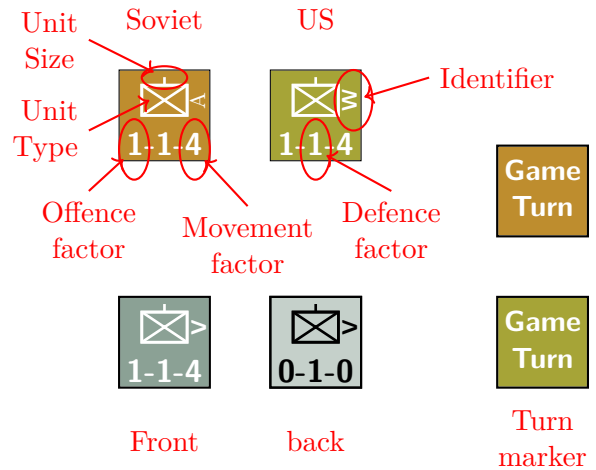 Unit
Size
Soviet
US
A
W
Identifier
Unit
Type
1-1-4
1-1-4
Game
Turn
Offence
factor
Movement
factor
Defence
factor
V
1-1-4
V
0-1-0
Game
Turn
Front
back
Turn
marker